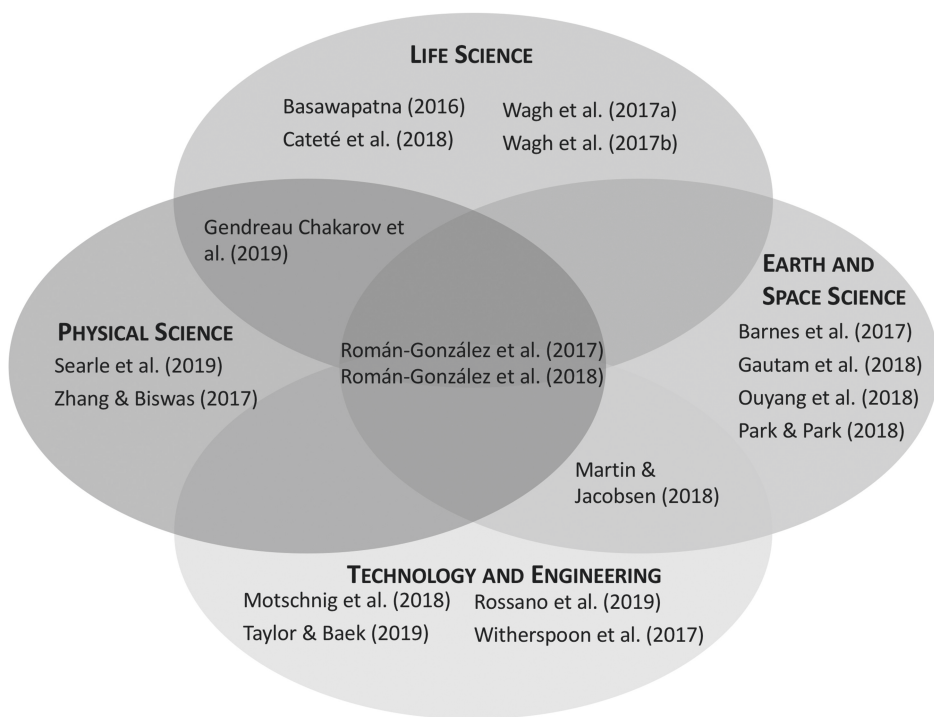 LIFE SCIENCE
Basawapatna (2016)
Cateté et al. (2018)
Wagh et al. (2017a)
Wagh et al. (2017b)
Gendreau Chakarov et
al. (2019)
PHYSICAL SCIENCE
Searle et al. (2019)
Zhang & Biswas (2017)
Román-González et al. (2017)
Román-González et al. (2018)
EARTH AND
SPACE SCIENCE
Barnes et al. (2017)
Gautam et al. (2018)
Ouyang et al. (2018)
Park & Park (2018)
Martin &
Jacobsen (2018)
TECHNOLOGY AND ENGINEERING
Motschnig et al. (2018)
Taylor & Baek (2019)
Rossano et al. (2019)
Witherspoon et al. (2017)